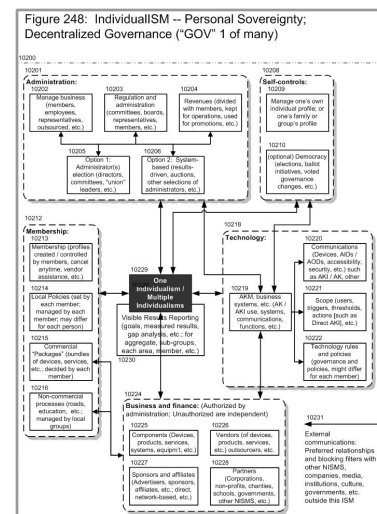 Figure 248: IndividualISM -- Personal Sovereignty;
Decentralized Governance ("GOV" 1 of many)
10200
10201
Administration:
10202
Manage business
(members,
employees,
representatives,
outsourced, etc.)
10203
Regulation and
administration
(committees, boards,
representatives,
members, etc.)
10204
Revenues (divided
with members, kept
for operations, used
for promotions, etc.)
10205
Option 1:
Administrator(s)
election (directors,
committees, "union"
leaders, etc.)
10206
Option 2: System-
based (results-
driven, auctions,
other selections of
administrators, etc.)
10208
Self-controls:
10209
Manage one's own
individual profile; or
one's family or
group's profile
10210
(optional) Democracy
(elections, ballot
initiatives, voted
governance
changes, etc.)
10212
Membership:
10213
Membership (profiles
created / controlled
by members, cancel
anytime, vendor
assistance, etc.)
10214
Local Policies (set by
each member;
managed by each
member; may differ
for each person)
10215
Commercial
"Packages" (bundles
of devices, services,
etc.; decided by each
member)
10216
Non-commercial
processes (roads,
education, etc.;
managed by local
groups)
10229
One
Individualism /
Multiple
Individualisms
Visible Results Reporting
(goals, measured results,
gap analysis, etc.; for
aggregate, sub-groups,
each area, member, etc.)
10230
10218
Technology:
10219
AKM, business
systems, etc. (AK /
AKI use, systems,
communications,
functions, etc.)
10220
Communications
(Devices, AIDs /
AODs, accessibility,
security, etc.) such
as AKI / AK, other
10221
Scope (users,
triggers, thresholds,
actions [such as
Direct AKI], etc.)
10222
Technology rules
and policies
(governance and
policies, might
differ for each member)
10224
Business and finance: (Authorized by
administration; Unauthorized are independent)
10225
Components (Devices,
products, services,
systems, equipm't, etc.)
10226
Vendors (of devices,
products, services,
etc.) outsourcers, etc.
10227
Sponsors and affiliates
(Advertisers, sponsors,
affiliates, etc.; direct,
network-based, etc.)
10228
Partners
(Corporations,
non-profits, charities,
schools, governments,
other NISMS, etc.)
10231
External
communications:
Preferred relationships
and blocking filters with
other NISMS,
companies, media,
institutions, culture,
governments, etc.
outside this ISM